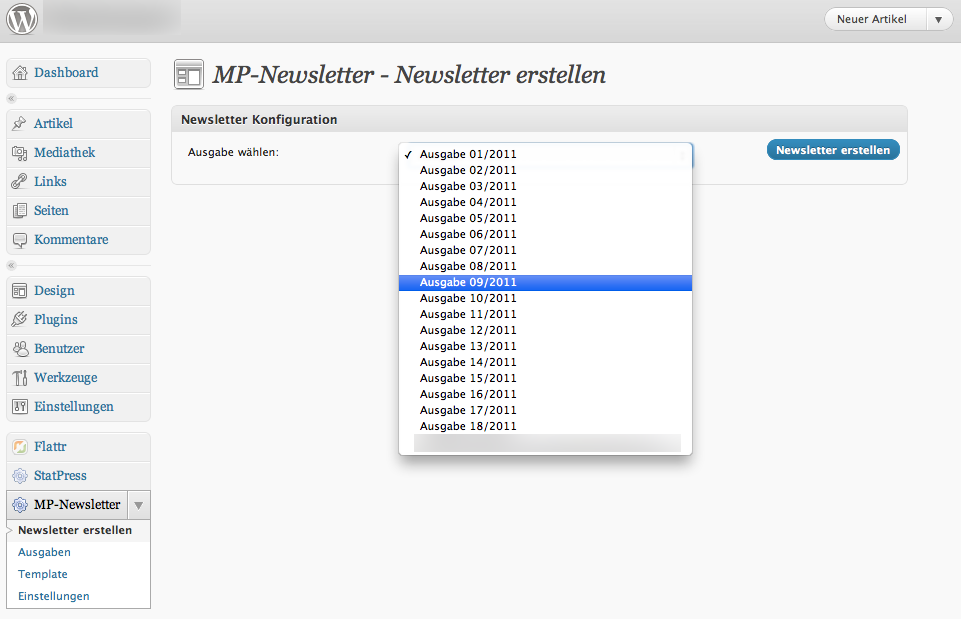 Neuer Artikel
Dashboard
Artikel
Mediathek
Links
Seiten
Kommentare
Design
Plugins
Benutzer
Werkzeuge
Einstellungen
Flattr
StatPress
MP-Newsletter
Newsletter erstellen
Ausgaben
Template
Einstellungen
MP-Newsletter - Newsletter erstellen
Newsletter Konfiguration
Ausgabe wählen:
✓ Ausgabe 01/2011
Ausgabe 02/2011
Ausgabe 03/2011
Ausgabe 04/2011
Ausgabe 05/2011
Ausgabe 06/2011
Ausgabe 07/2011
Ausgabe 08/2011
Ausgabe 09/2011
Ausgabe 10/2011
Ausgabe 11/2011
Ausgabe 12/2011
Ausgabe 13/2011
Ausgabe 14/2011
Ausgabe 15/2011
Ausgabe 16/2011
Ausgabe 17/2011
Ausgabe 18/2011
Newsletter erstellen